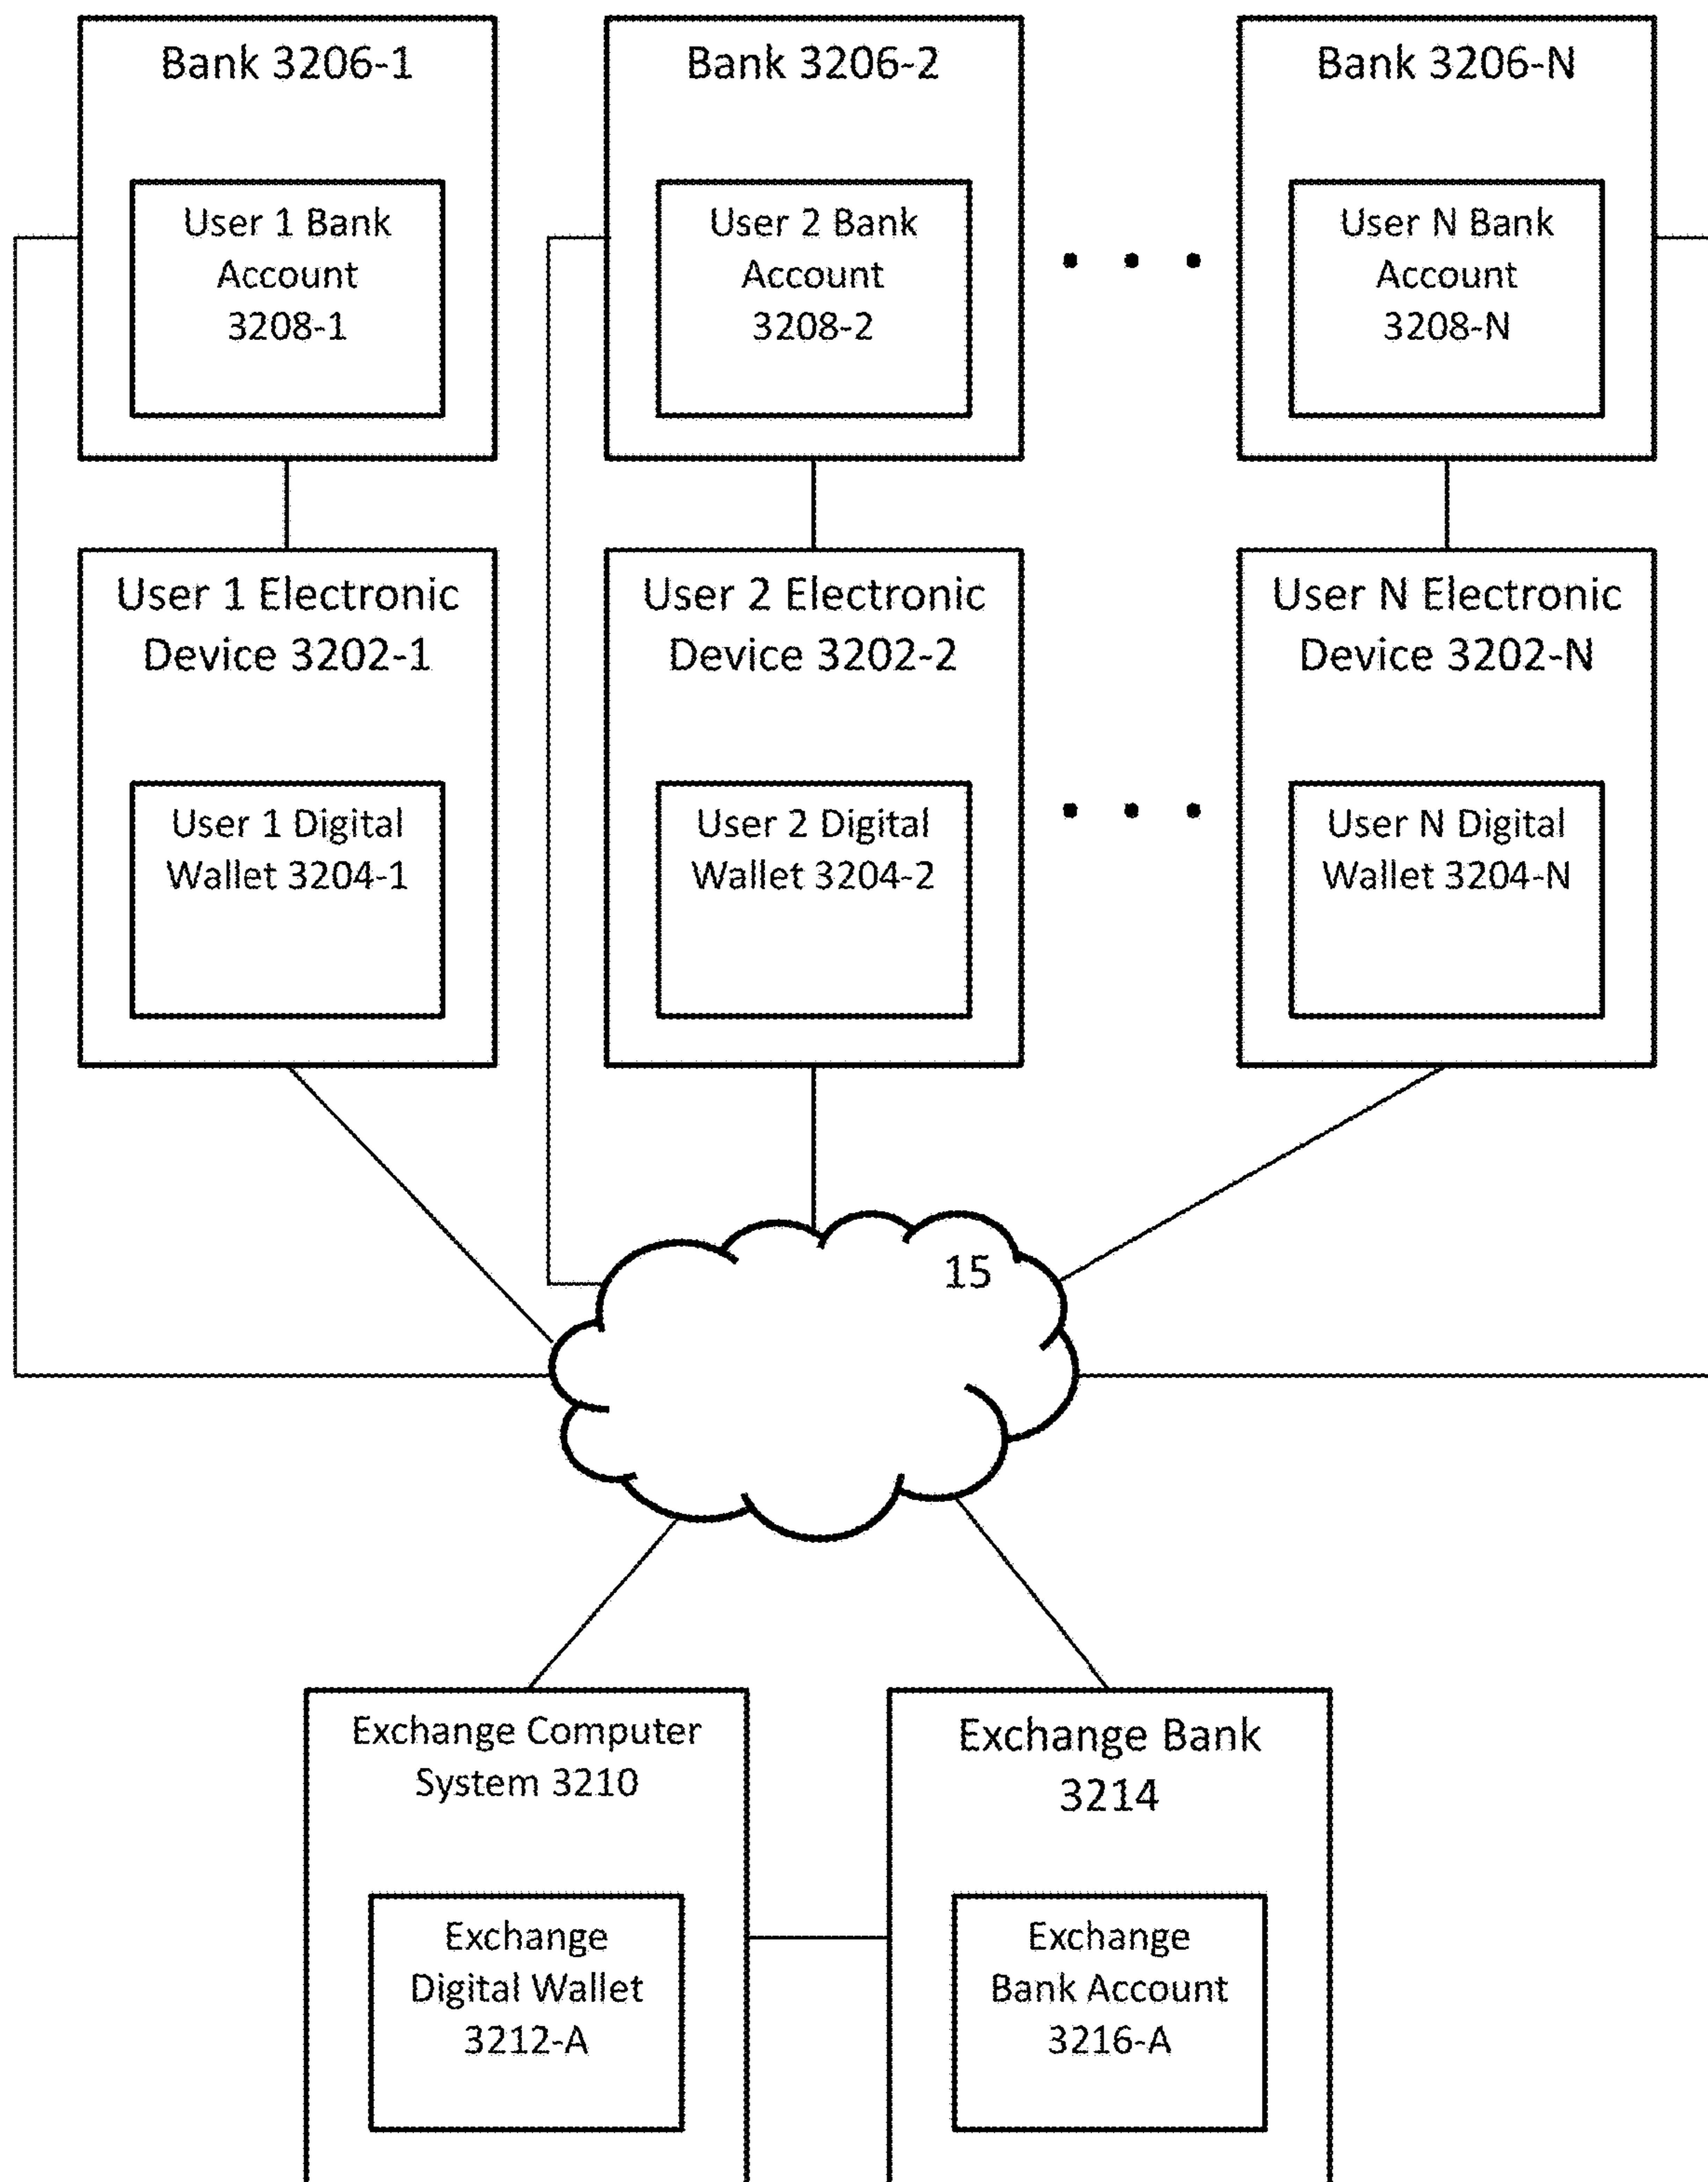 Bank 3206-1
User 1 Bank
Account
3208-1
Bank 3206-2
User 2 Bank
Account
3208-2
Bank 3206-N
User N Bank
Account
3208-N
User 1 Electronic
Device 3202-1
User 1 Digital
Wallet 3204-1
User 2 Electronic
Device 3202-2
User 2 Digital
Wallet 3204-2
User N Electronic
Device 3202-N
User N Digital
Wallet 3204-N
15
Exchange Computer
System 3210
Exchange
Digital Wallet
3212-A
Exchange Bank
3214
Exchange
Bank Account
3216-A